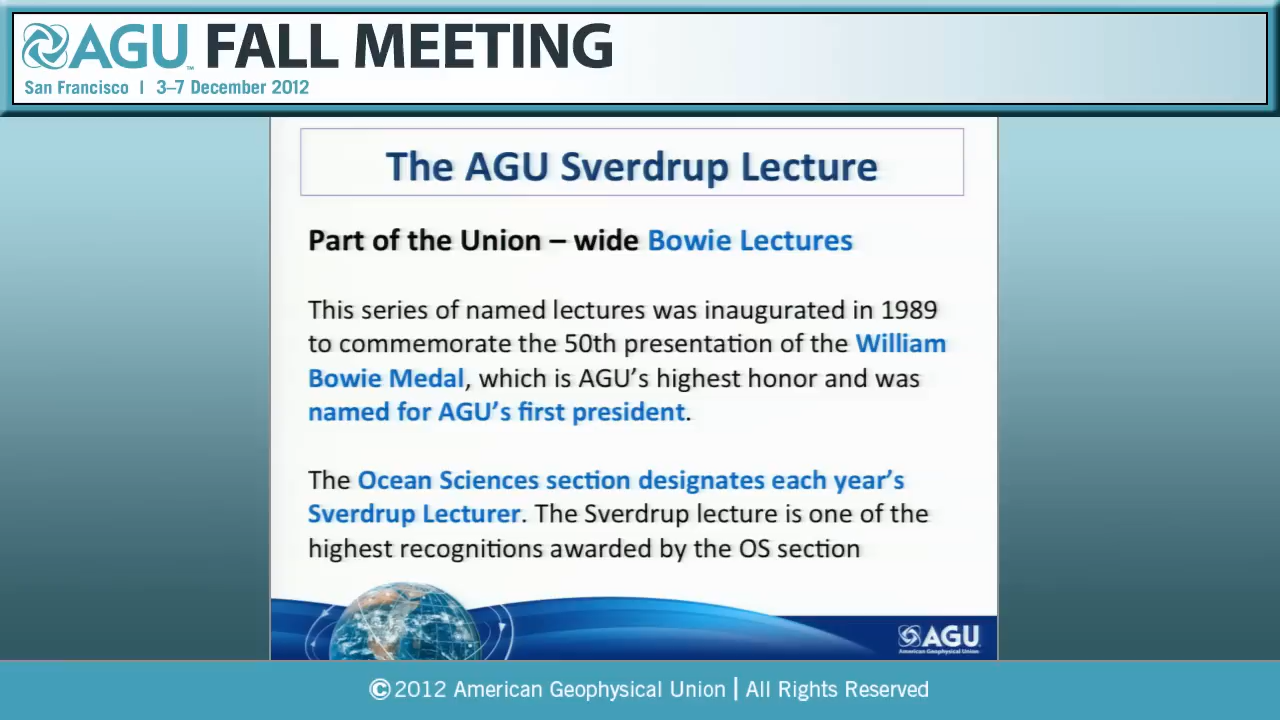 AGU™ FALL MEETING
San Francisco | 3–7 December 2012
The AGU Sverdrup Lecture
Part of the Union – wide Bowie Lectures
This series of named lectures was inaugurated in 1989
to commemorate the 50th presentation of the William
Bowie Medal, which is AGU’s highest honor and was
named for AGU’s first president.
The Ocean Sciences section designates each year’s
Sverdrup Lecturer. The Sverdrup lecture is one of the
highest recognitions awarded by the OS section
AGU
American Geophysical Union
©2012 American Geophysical Union | All Rights Reserved